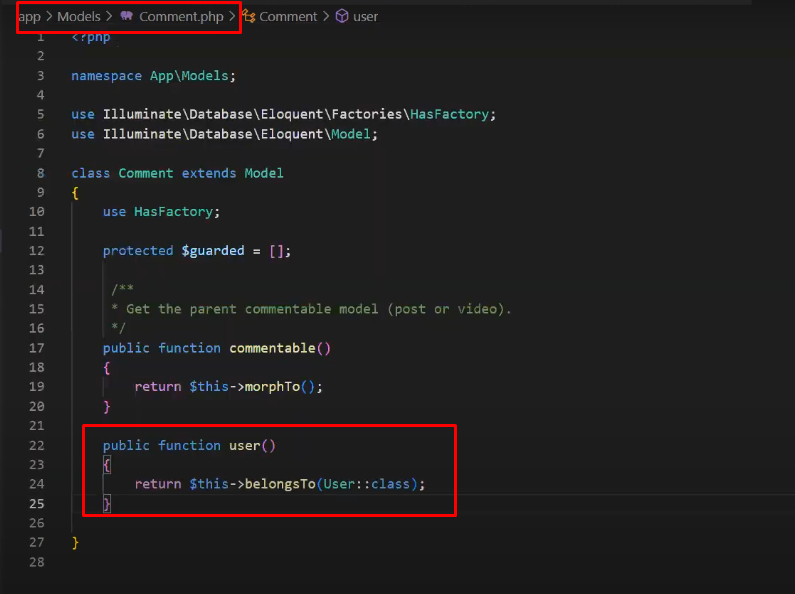 app > Models > Comment.php > Comment > user
1 <?php
2
3 namespace App\Models;
4
5 use Illuminate\Database\Eloquent\Factories\HasFactory;
6 use Illuminate\Database\Eloquent\Model;
7
8 class Comment extends Model
9 {
10 use HasFactory;
11
12 protected $guarded = [];
13
14 /**
15 * Get the parent commentable model (post or video).
16 */
17 public function commentable()
18 {
19 return $this->morphTo();
20 }
21
22 public function user()
23 {
24 return $this->belongsTo(User::class);
25 }
26
27 }
28